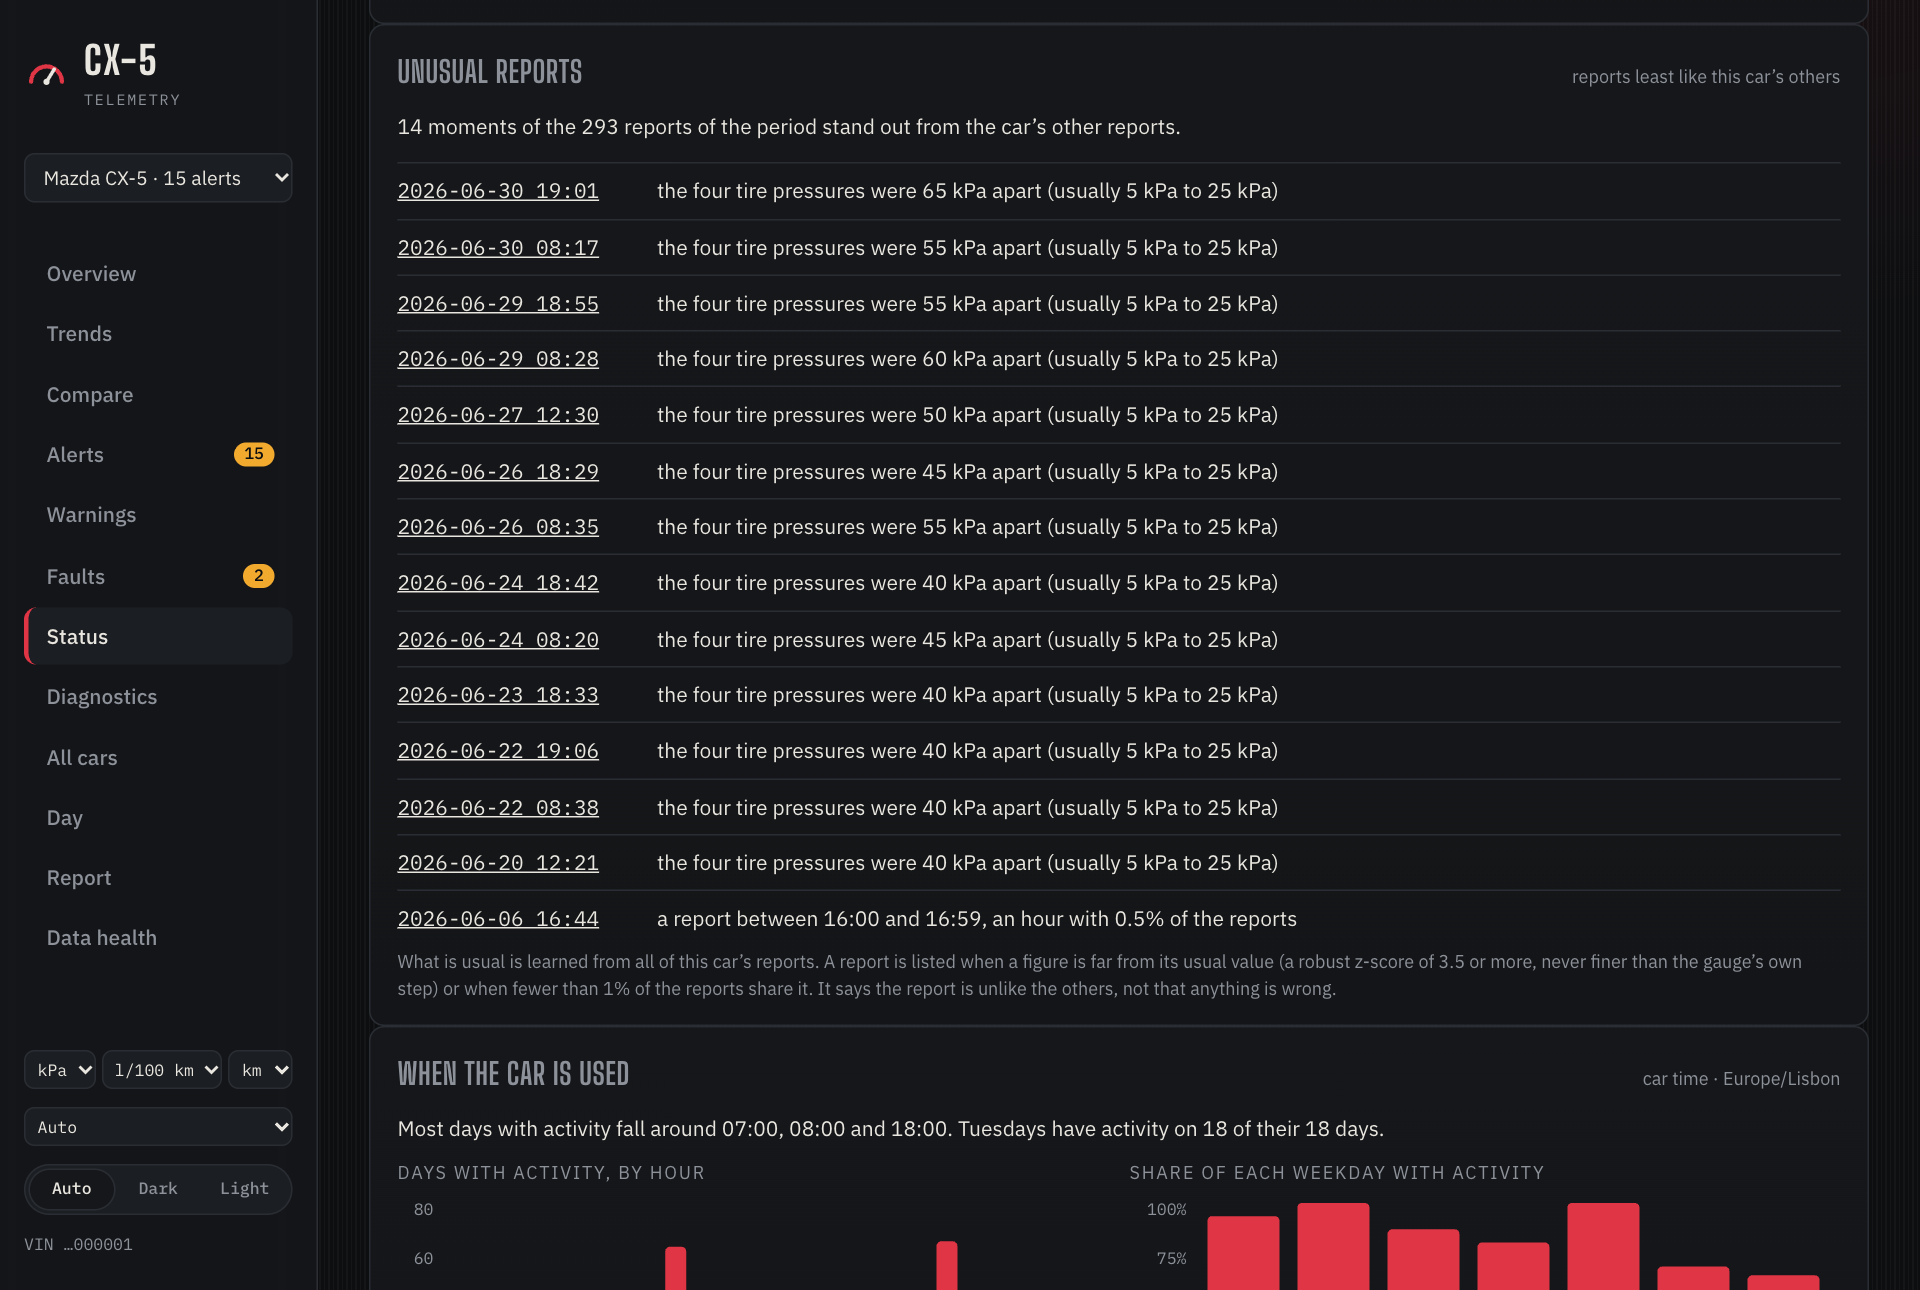 CX-5
TELEMETRY
Mazda CX-5 · 15 alerts
Overview
Trends
Compare
Alerts 15
Warnings
Faults 2
Status
Diagnostics
All cars
Day
Report
Data health
kPa l/100 km km
Auto
Auto Dark Light
VIN …000001
UNUSUAL REPORTS
reports least like this car’s others
14 moments of the 293 reports of the period stand out from the car’s other reports.
2026-06-30 19:01 the four tire pressures were 65 kPa apart (usually 5 kPa to 25 kPa)
2026-06-30 08:17 the four tire pressures were 55 kPa apart (usually 5 kPa to 25 kPa)
2026-06-29 18:55 the four tire pressures were 55 kPa apart (usually 5 kPa to 25 kPa)
2026-06-29 08:28 the four tire pressures were 60 kPa apart (usually 5 kPa to 25 kPa)
2026-06-27 12:30 the four tire pressures were 50 kPa apart (usually 5 kPa to 25 kPa)
2026-06-26 18:29 the four tire pressures were 45 kPa apart (usually 5 kPa to 25 kPa)
2026-06-26 08:35 the four tire pressures were 55 kPa apart (usually 5 kPa to 25 kPa)
2026-06-24 18:42 the four tire pressures were 40 kPa apart (usually 5 kPa to 25 kPa)
2026-06-24 08:20 the four tire pressures were 45 kPa apart (usually 5 kPa to 25 kPa)
2026-06-23 18:33 the four tire pressures were 40 kPa apart (usually 5 kPa to 25 kPa)
2026-06-22 19:06 the four tire pressures were 40 kPa apart (usually 5 kPa to 25 kPa)
2026-06-22 08:38 the four tire pressures were 40 kPa apart (usually 5 kPa to 25 kPa)
2026-06-20 12:21 the four tire pressures were 40 kPa apart (usually 5 kPa to 25 kPa)
2026-06-06 16:44 a report between 16:00 and 16:59, an hour with 0.5% of the reports
What is usual is learned from all of this car’s reports. A report is listed when a figure is far from its usual value (a robust z-score of 3.5 or more, never finer than the gauge’s own
step) or when fewer than 1% of the reports share it. It says the report is unlike the others, not that anything is wrong.
WHEN THE CAR IS USED
car time · Europe/Lisbon
Most days with activity fall around 07:00, 08:00 and 18:00. Tuesdays have activity on 18 of their 18 days.
DAYS WITH ACTIVITY, BY HOUR
80
60
SHARE OF EACH WEEKDAY WITH ACTIVITY
100%
75%